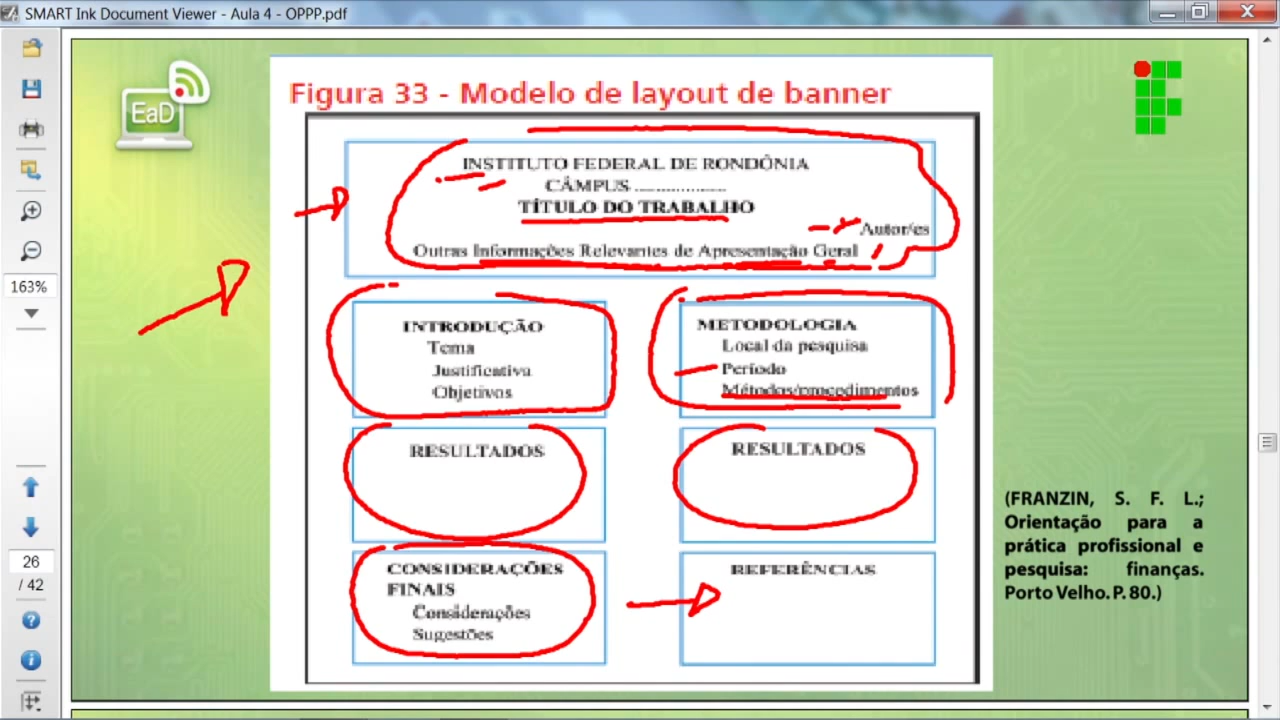 SMART Ink Document Viewer - Aula 4 - OPPP.pdf
163%
26
/ 42
EaD
Figura 33 - Modelo de layout de banner
INSTITUTO FEDERAL DE RONDÔNIA
CÂMPUS ......................
TÍTULO DO TRABALHO
Autor/es
Outras Informações Relevantes de Apresentação Geral
INTRODUÇÃO
Tema
Justificativa
Objetivos
METODOLOGIA
Local da pesquisa
Período
Métodos/procedimentos
RESULTADOS
RESULTADOS
CONSIDERAÇÕES
FINAIS
Considerações
Sugestões
REFERÊNCIAS
(FRANZIN, S. F. L.;
Orientação para a
prática profissional e
pesquisa: finanças.
Porto Velho. P. 80.)